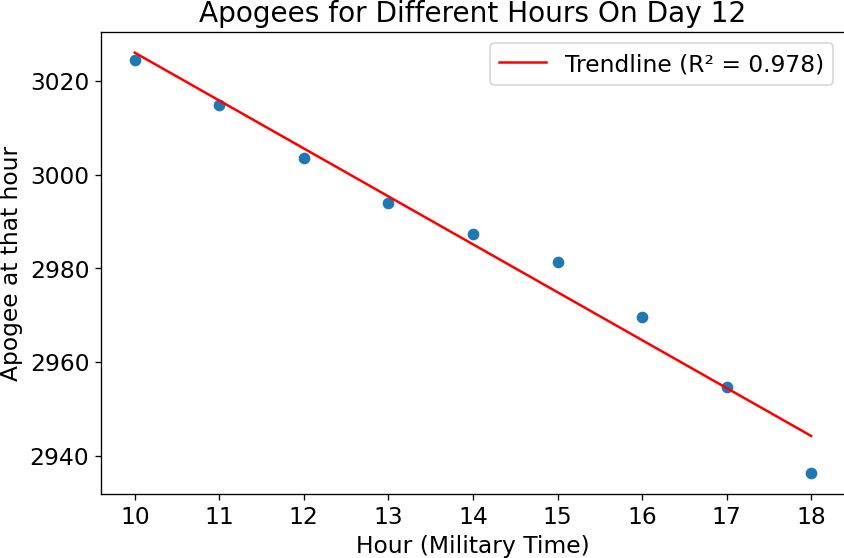 Apogees for Different Hours On Day 12
Trendline (R² = 0.978)
Apogee at that hour
3020
3000
2980
2960
2940
10 11 12 13 14 15 16 17 18
Hour (Military Time)